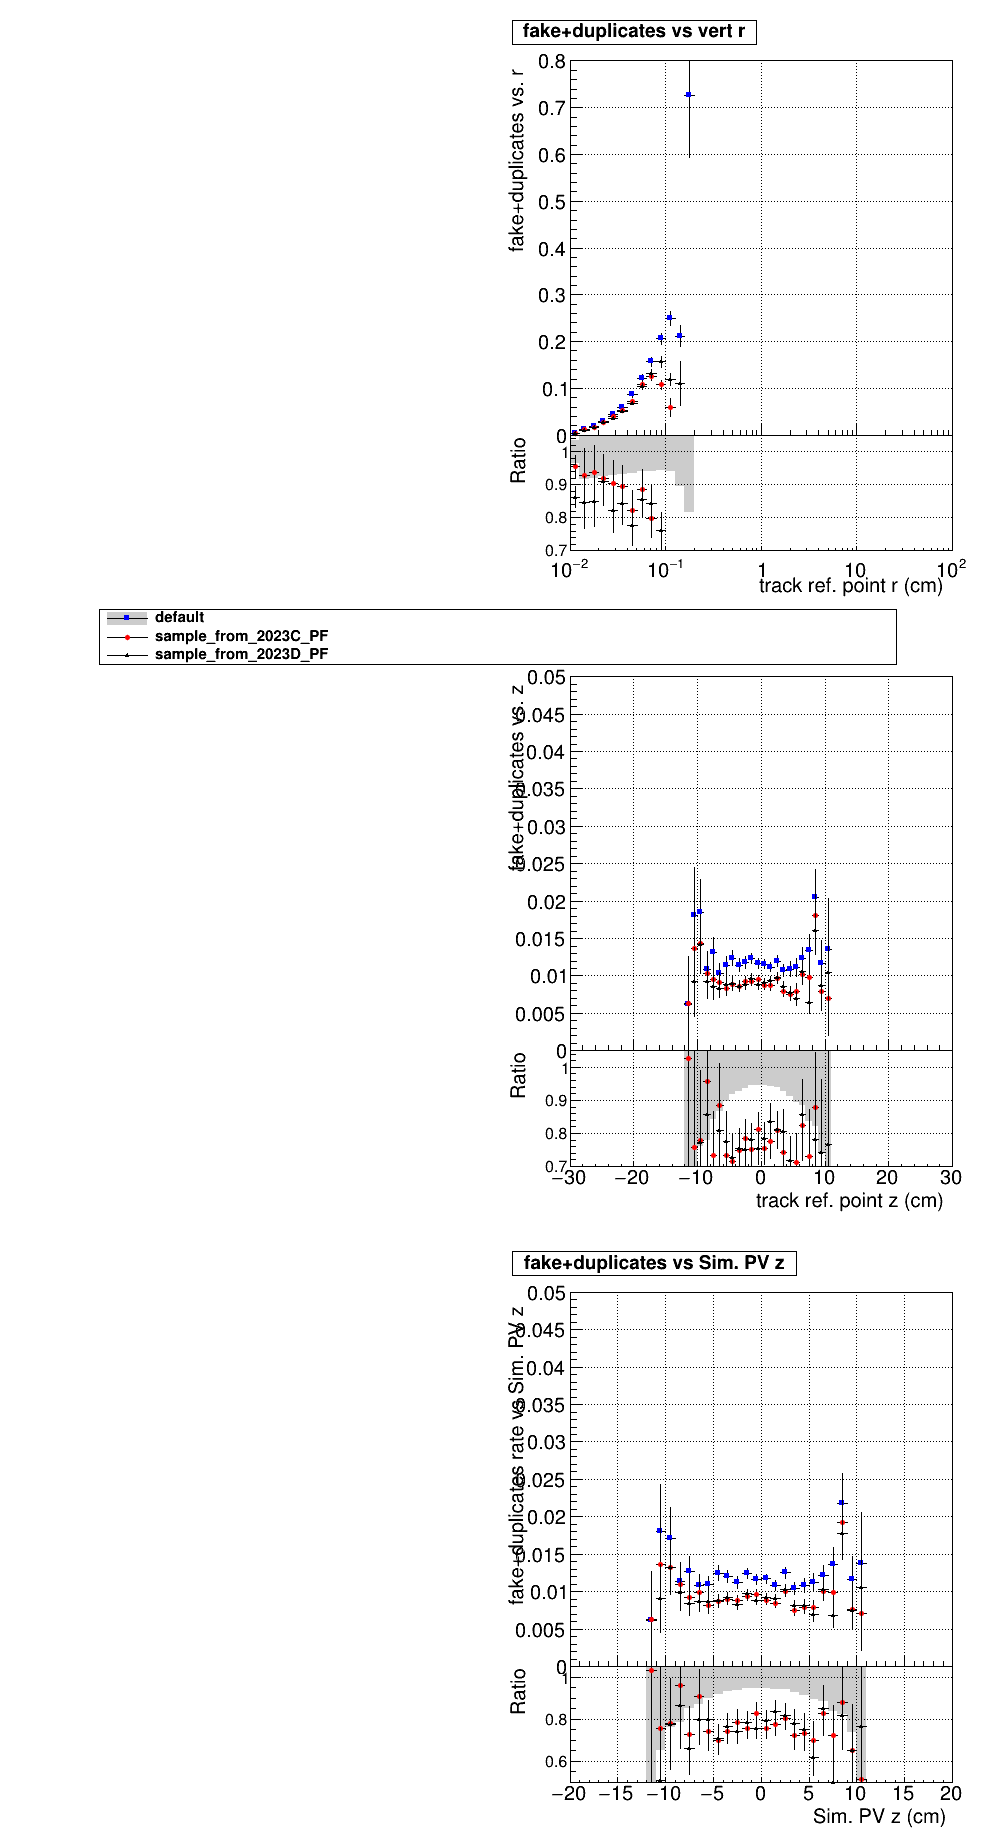 fake+duplicates vs vert r
fake+duplicates vs. r
0.8
0.7
0.6
0.5
0.4
0.3
0.2
0.1
0
Ratio
1
0.9
0.8
0.7
10−2 10−1 1 10 102
track ref. point r (cm)
default
sample_from_2023C_PF
sample_from_2023D_PF
fake+duplicates vs. z
0.05
0.045
0.04
0.035
0.03
0.025
0.02
0.015
0.01
0.005
0
Ratio
1
0.9
0.8
0.7
−30 −20 −10 0 10 20 30
track ref. point z (cm)
fake+duplicates vs Sim. PV z
fake+duplicates rate vs Sim. PV z
0.05
0.045
0.04
0.035
0.03
0.025
0.02
0.015
0.01
0.005
0
Ratio
1
0.8
0.6
−20 −15 −10 −5 0 5 10 15 20
Sim. PV z (cm)